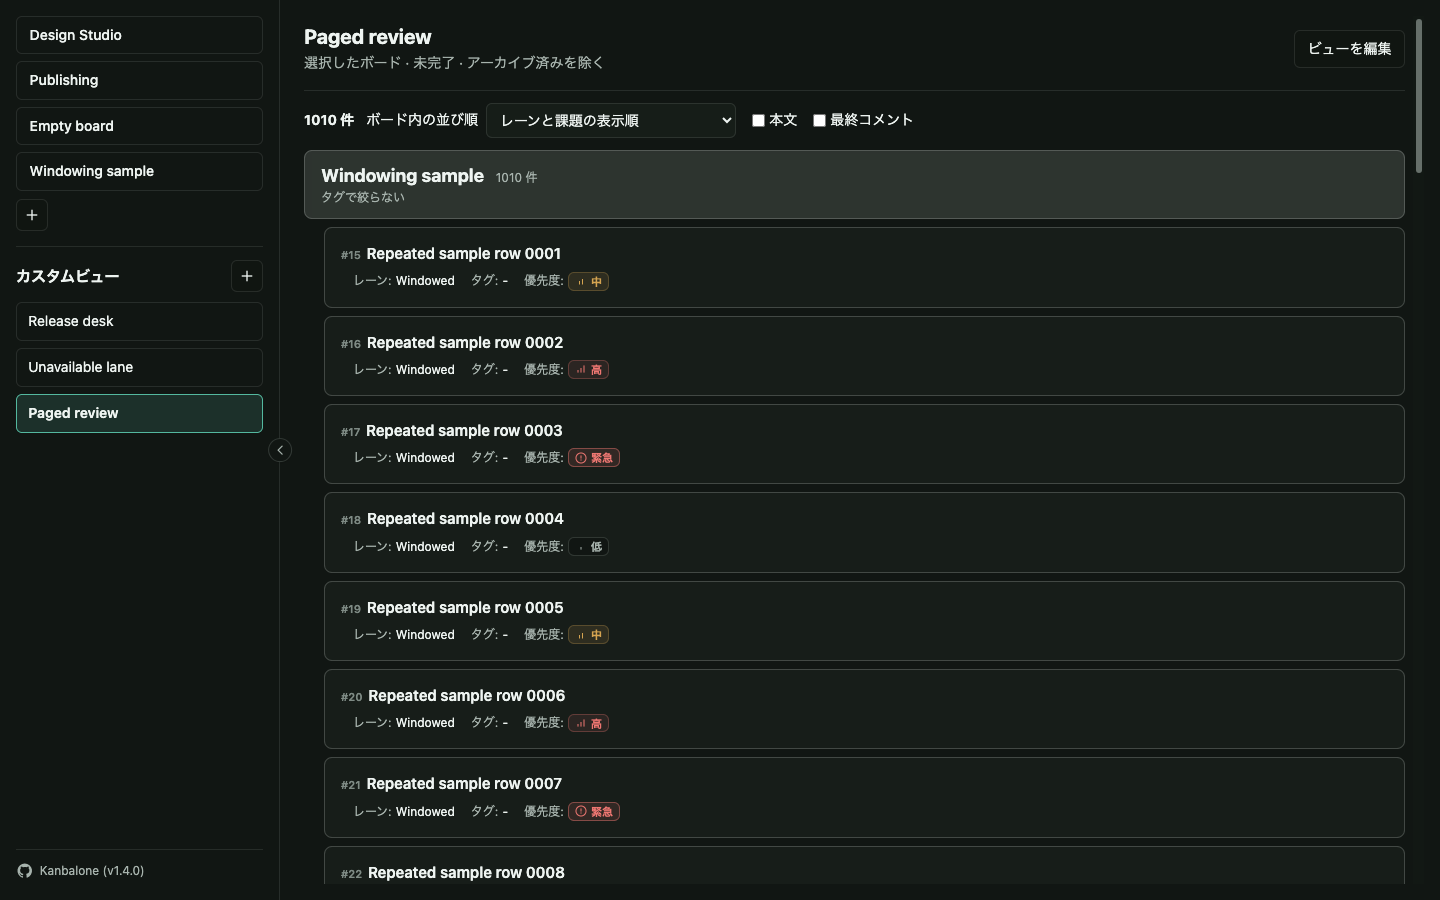 Design Studio
Publishing
Empty board
Windowing sample
カスタムビュー
Release desk
Unavailable lane
Paged review
Kanbalone (v1.4.0)
Paged review
選択したボード · 未完了 · アーカイブ済みを除く
ビューを編集
1010 件 ボード内の並び順 レーンと課題の表示順 本文 最終コメント
Windowing sample 1010 件
タグで絞らない
#15 Repeated sample row 0001
レーン: Windowed タグ: - 優先度: 中
#16 Repeated sample row 0002
レーン: Windowed タグ: - 優先度: 高
#17 Repeated sample row 0003
レーン: Windowed タグ: - 優先度: 緊急
#18 Repeated sample row 0004
レーン: Windowed タグ: - 優先度: 低
#19 Repeated sample row 0005
レーン: Windowed タグ: - 優先度: 中
#20 Repeated sample row 0006
レーン: Windowed タグ: - 優先度: 高
#21 Repeated sample row 0007
レーン: Windowed タグ: - 優先度: 緊急
#22 Repeated sample row 0008